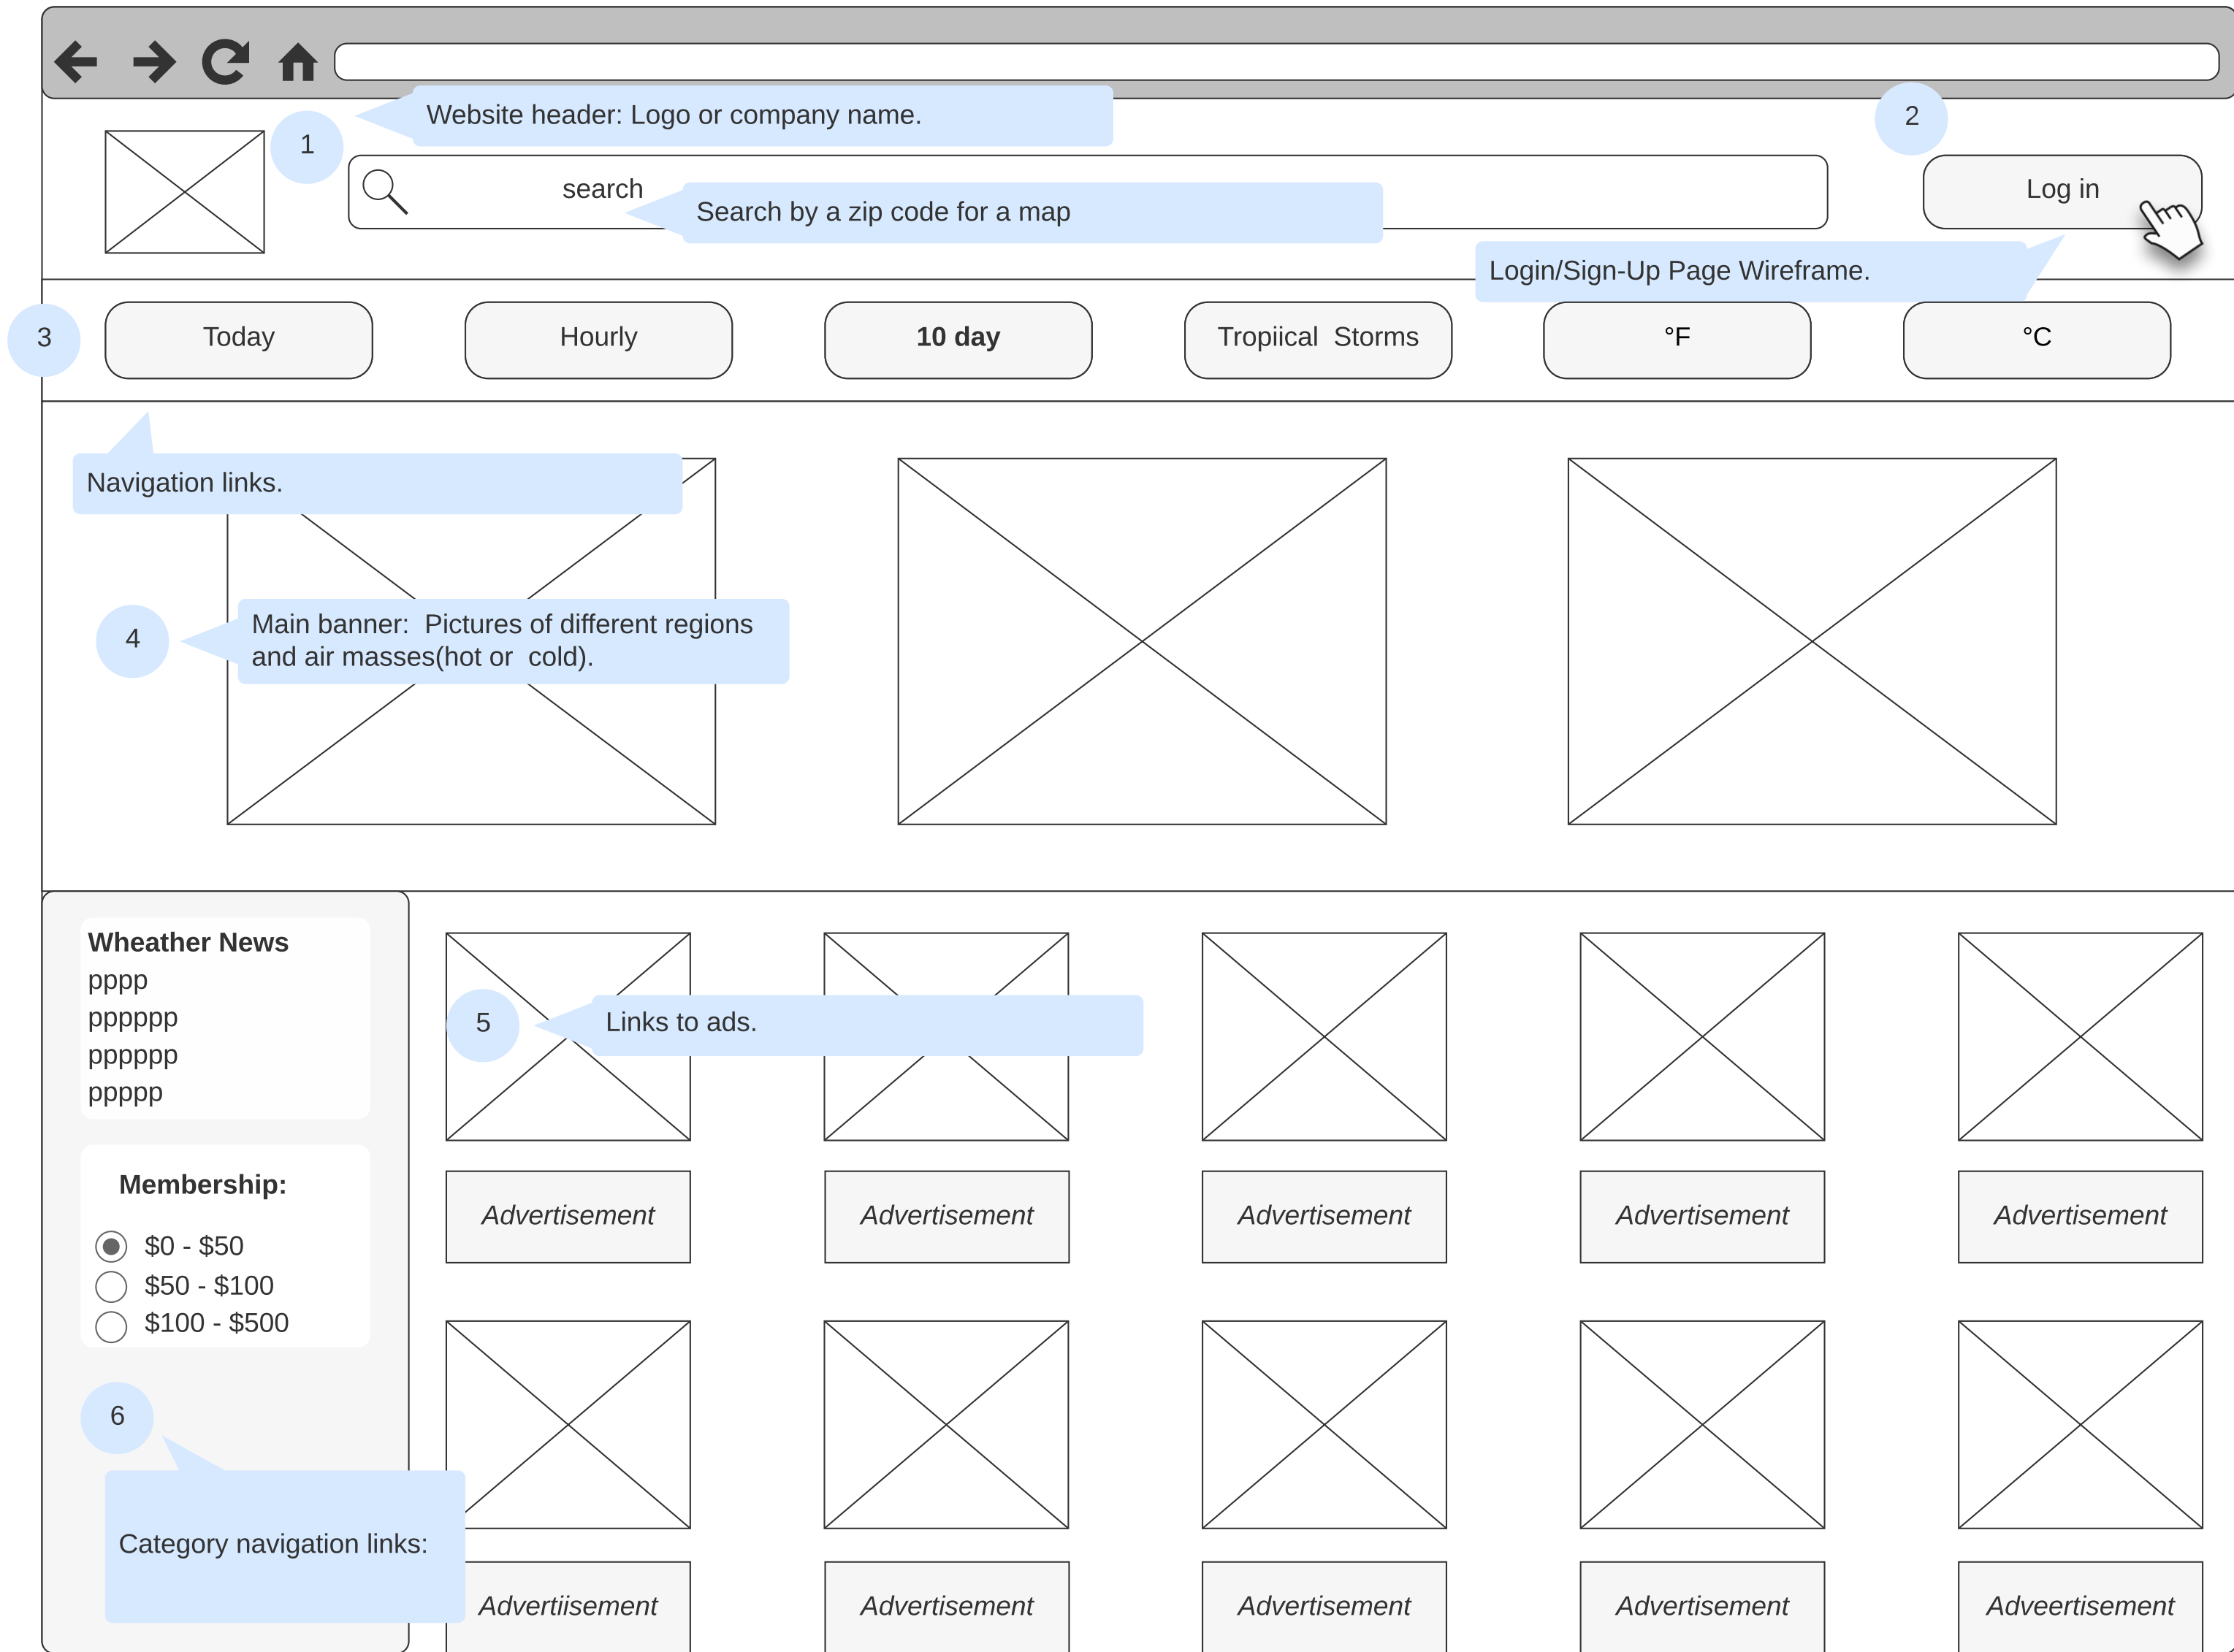 Website header: Logo or company name.
1
2
search
Search by a zip code for a map
Log in
Login/Sign-Up Page Wireframe.
3
Today
Hourly
10 day
Tropiical  Storms
°F
°C
Navigation links.
4
Main banner:  Pictures of different regions
and air masses(hot or  cold).
Wheather News
pppp
pppppp
pppppp
ppppp
5
Links to ads.
Membership:
$0 - $50
$50 - $100
$100 - $500
Advertisement
Advertisement
Advertisement
Advertisement
Advertisement
6
Category navigation links:
Advertiisement
Advertisement
Advertisement
Advertisement
Adveertisement